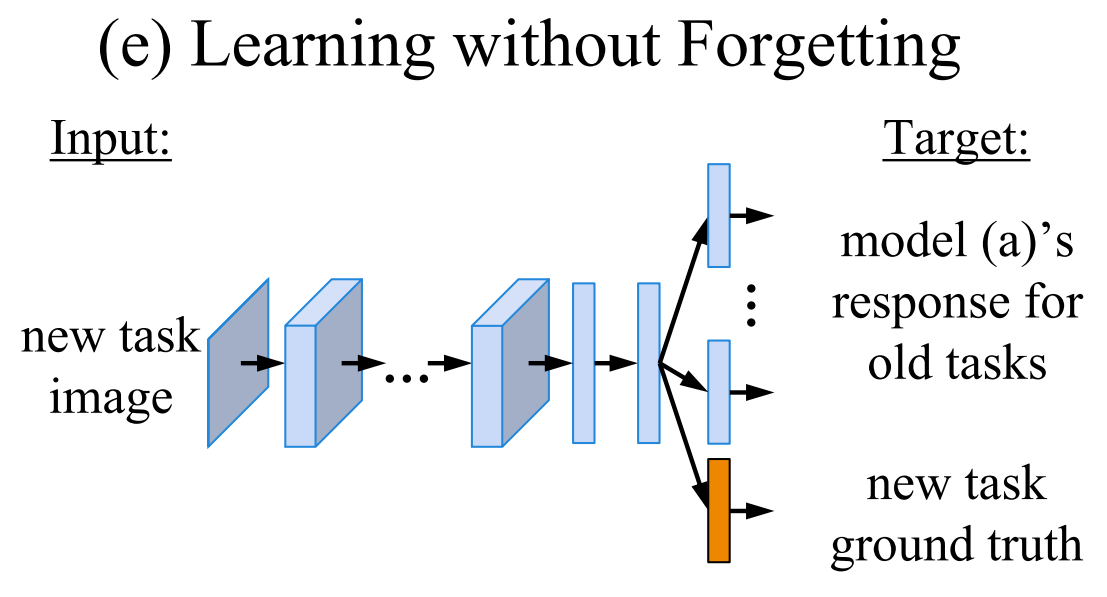 (e) Learning without Forgetting
Input:
Target:
new task
image
...
model (a)’s
response for
old tasks
new task
ground truth